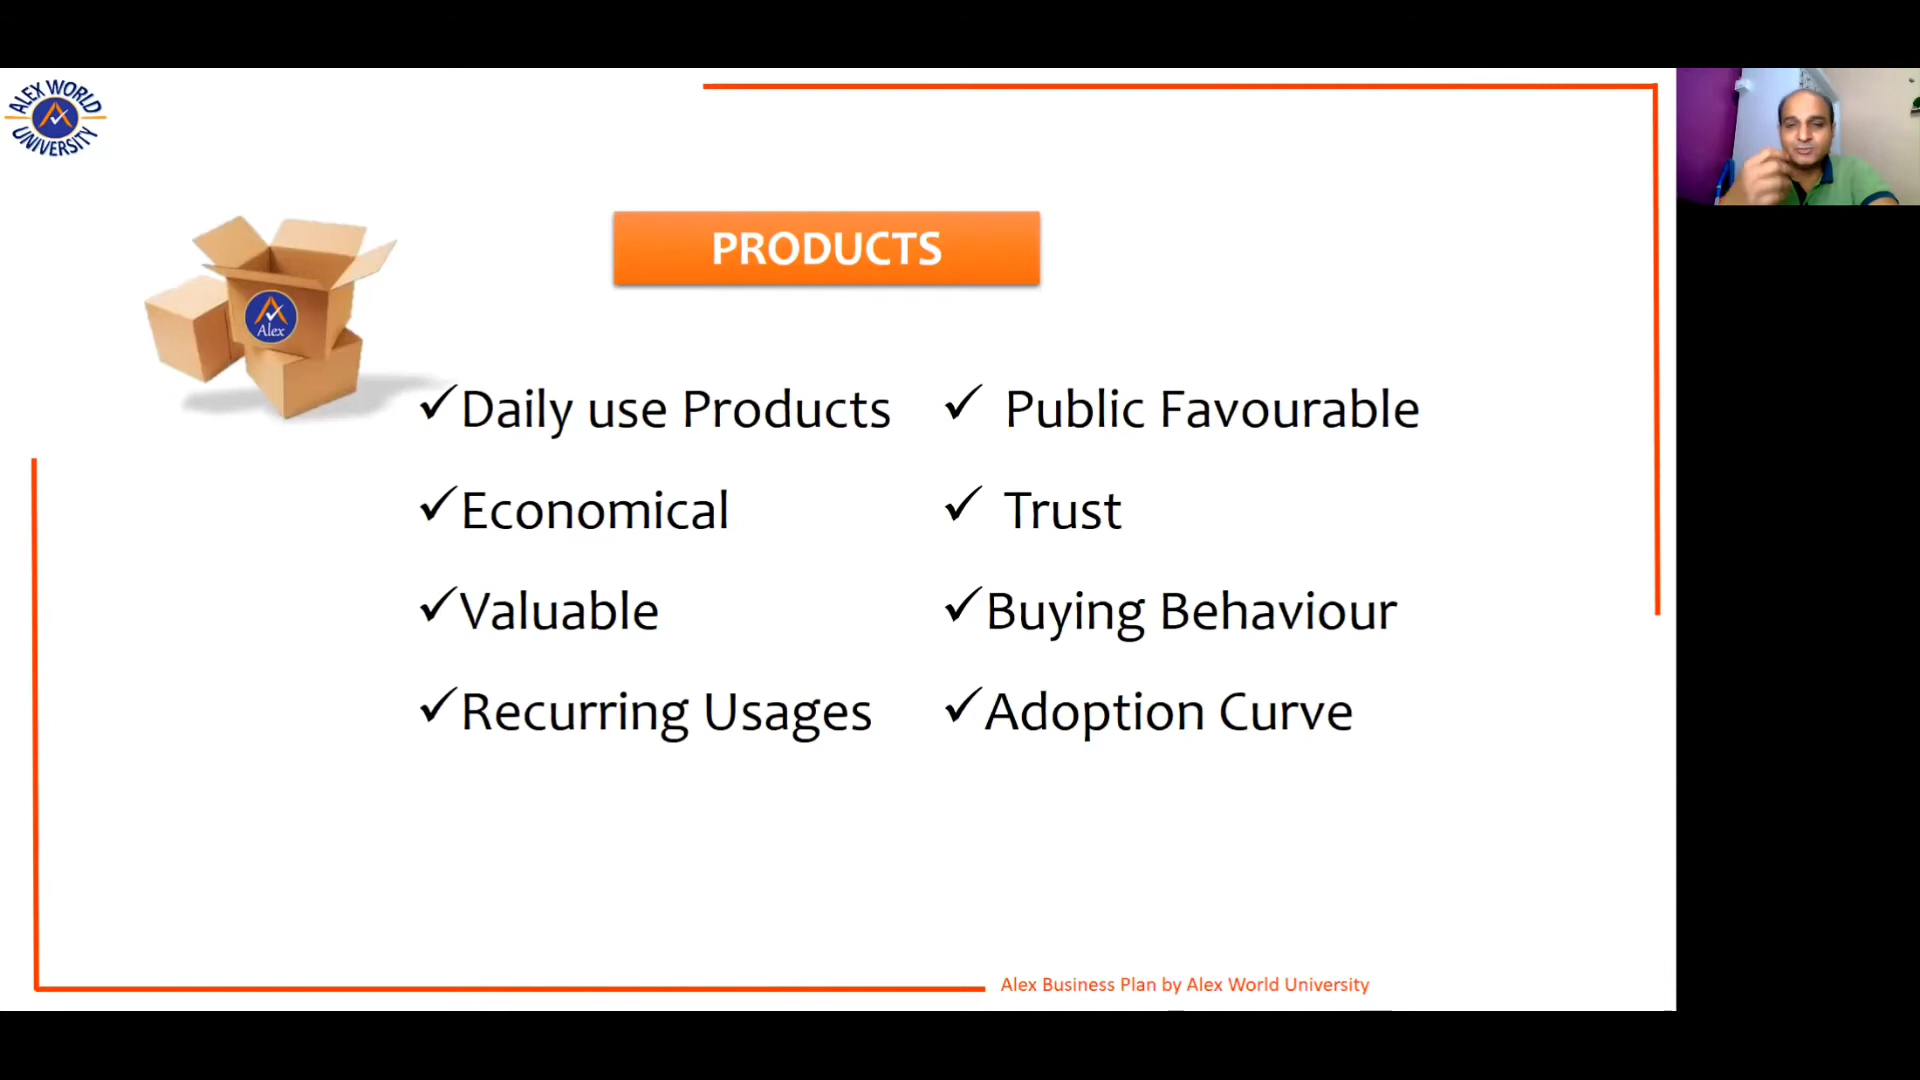 ALEX WORLD
UNIVERSITY
PRODUCTS
Alex
✓Daily use Products
✓Economical
✓Valuable
✓Recurring Usages
✓ Public Favourable
✓ Trust
✓Buying Behaviour
✓Adoption Curve
Alex Business Plan by Alex World University